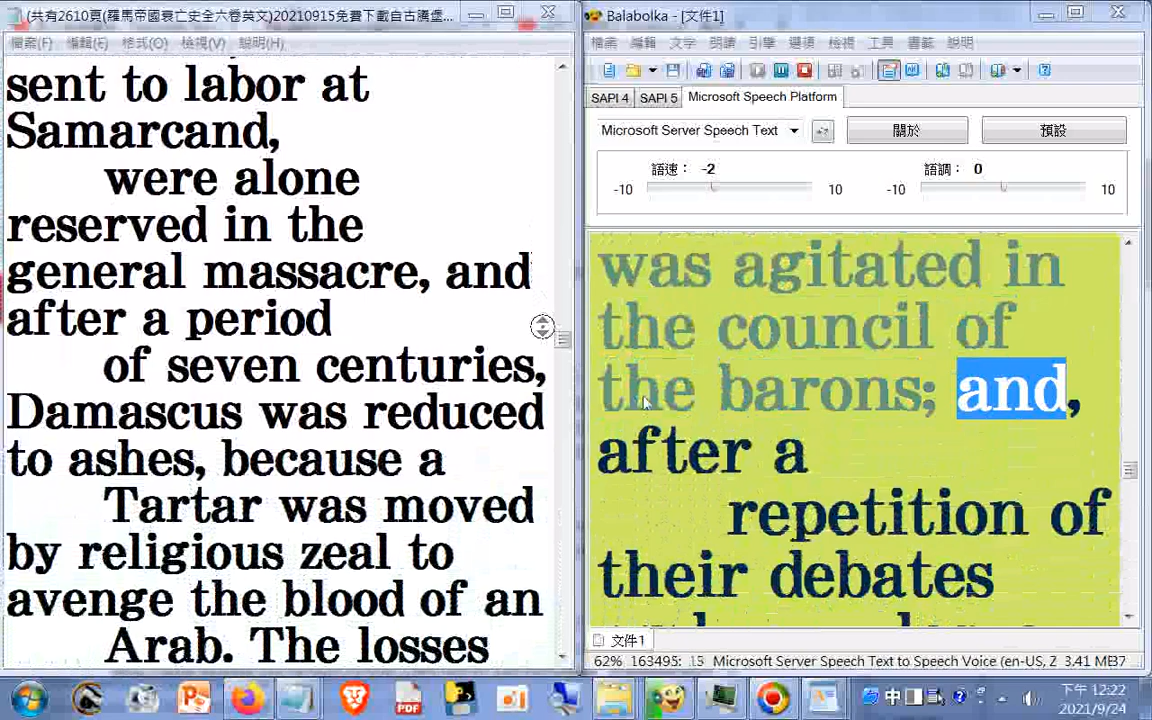 (共有2610頁(羅馬帝國衰亡史全六卷英文)20210915免費下載自古騰堡...
檔案(F) 編輯(E) 格式(O) 檢視(V) 說明(H)
sent to labor at
Samarcand,
were alone
reserved in the
general massacre, and
after a period
of seven centuries,
Damascus was reduced
to ashes, because a
Tartar was moved
by religious zeal to
avenge the blood of an
Arab. The losses
Balabolka - [文件1]
檔案 編輯 文字 朗讀 引擎 選項 檢視 工具 書籤 說明
SAPI 4 SAPI 5 Microsoft Speech Platform
Microsoft Server Speech Text 關於 預設
語速： -2 語調： 0
-10 10 -10 10
was agitated in
the council of
the barons; and,
after a
repetition of
their debates
文件1
62% 163495: Microsoft Server Speech Text to Speech Voice (en-US, Z 3.41 MB
PDF 中 下午 12:22
2021/9/24